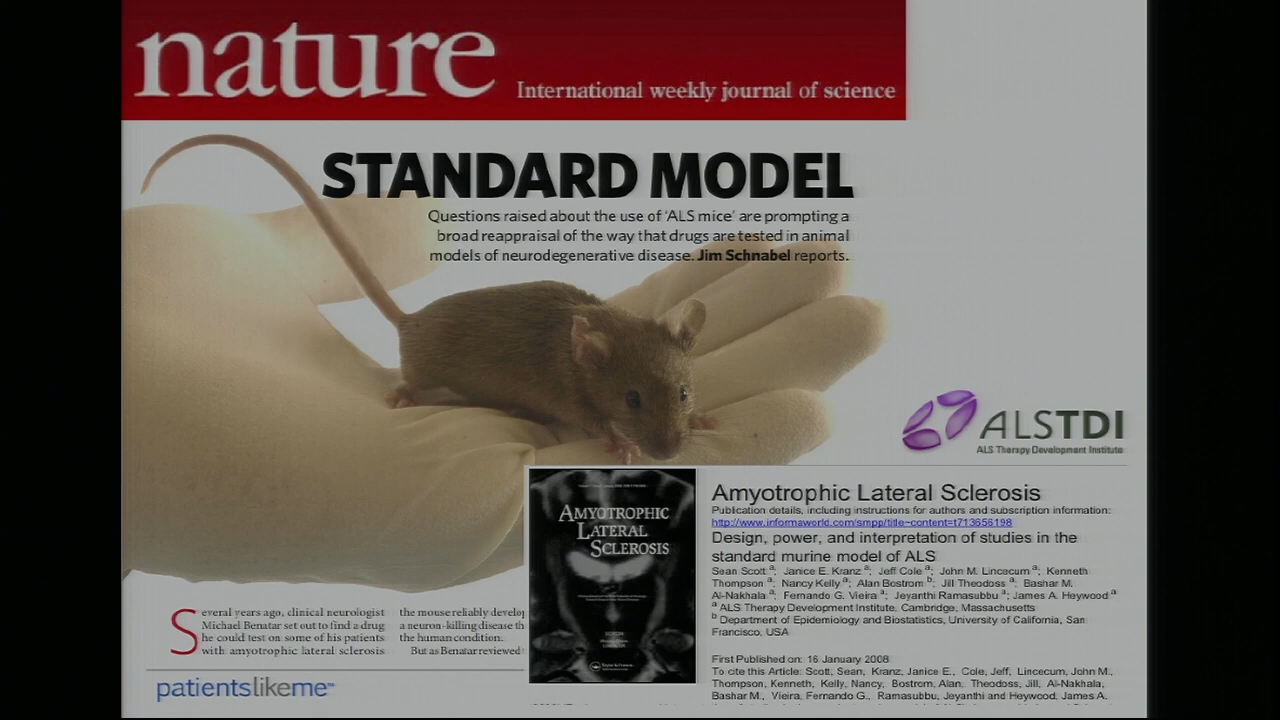 nature
International weekly journal of science
STANDARD MODEL
Questions raised about the use of 'ALS mice' are prompting a
broad reappraisal of the way that drugs are tested in animal
models of neurodegenerative disease. Jim Schnabel reports.
ALSTDI
ALS Therapy Development Institute
AMYOTROPHIC
LATERAL
SCLEROSIS
Amyotrophic Lateral Sclerosis
Publication details, including instructions for authors and subscription information:
http://www.informaworld.com/smpp/title~content=t713656198
Design, power, and interpretation of studies in the
standard murine model of ALS
Sean Scott a; Janice E. Kranz a; Jeff Cole a; John M. Lincecum a; Kenneth
Thompson a; Nancy Kelly a; Alan Bostrom b; Jill Theodoss a; Bashar M.
Al-Nakhala a; Fernando G. Vieira a; Jeyanthi Ramasubbu a; James A. Heywood a
a ALS Therapy Development Institute, Cambridge, Massachusetts
b Department of Epidemiology and Biostatistics, University of California, San
Francisco, USA
First Published on: 16 January 2008
To cite this Article: Scott, Sean, Kranz, Janice E., Cole, Jeff, Lincecum, John M.,
Thompson, Kenneth, Kelly, Nancy, Bostrom, Alan, Theodoss, Jill, Al-Nakhala,
Bashar M., Vieira, Fernando G., Ramasubbu, Jeyanthi and Heywood, James A.
Several years ago, clinical neurologist
Michael Benatar set out to find a drug
he could test on some of his patients
with amyotrophic lateral sclerosis
the mouse reliably develop
a neuron-killing disease th
the human condition.
But as Benatar reviewed
patientslikeme™